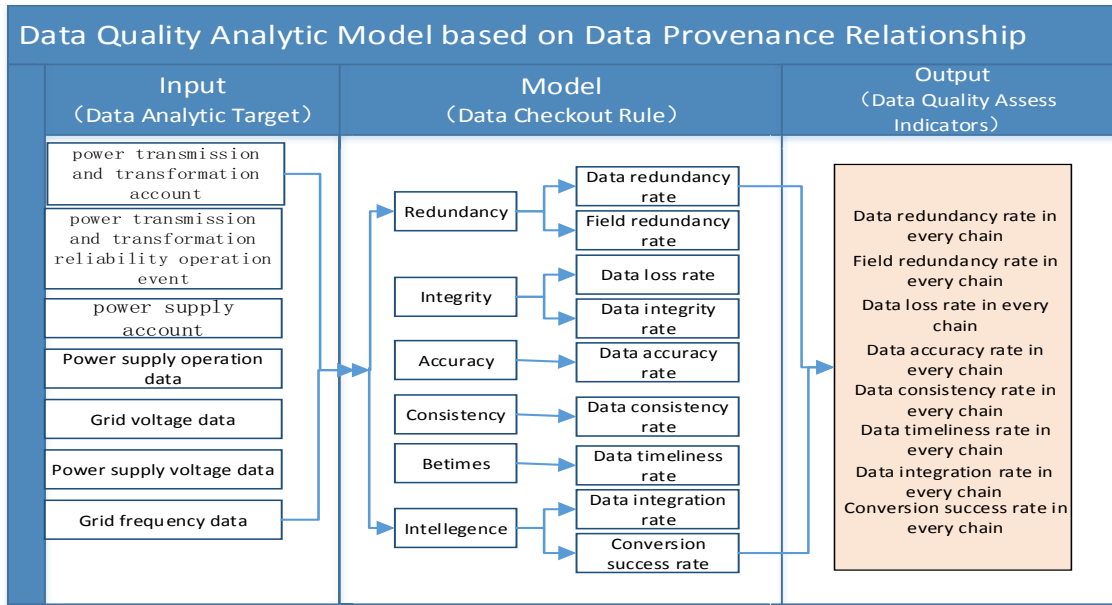 Data Quality Analytic Model based on Data Provenance Relationship
Input
（Data Analytic Target）
Model
（Data Checkout Rule）
Output
（Data Quality Assess
Indicators）
power transmission
and transformation
account
power transmission
and transformation
reliability operation
event
power supply
account
Power supply operation
data
Grid voltage data
Power supply voltage data
Grid frequency data
Redundancy
Integrity
Accuracy
Consistency
Betimes
Intellegence
Data redundancy
rate
Field redundancy
rate
Data loss rate
Data integrity
rate
Data accuracy
rate
Data consistency
rate
Data timeliness
rate
Data integration
rate
Conversion
success rate
Data redundancy rate in
every chain
Field redundancy rate in
every chain
Data loss rate in every
chain
Data accuracy rate in
every chain
Data consistency rate in
every chain
Data timeliness rate in
every chain
Data integration rate in
every chain
Conversion success rate in
every chain